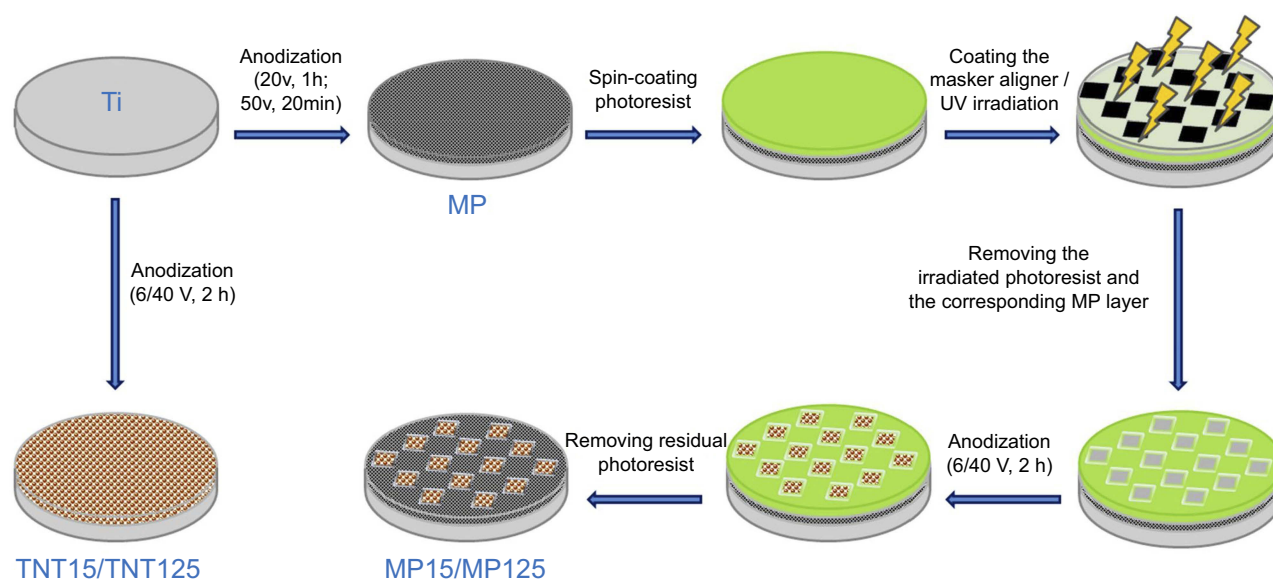 Ti
Anodization
(20v, 1h;
50v, 20min)
MP
Spin-coating
photoresist
Coating the
masker aligner /
UV irradiation
Anodization
(6/40 V, 2 h)
Removing the
irradiated photoresist and
the corresponding MP layer
TNT15/TNT125
MP15/MP125
Removing residual
photoresist
Anodization
(6/40 V, 2 h)